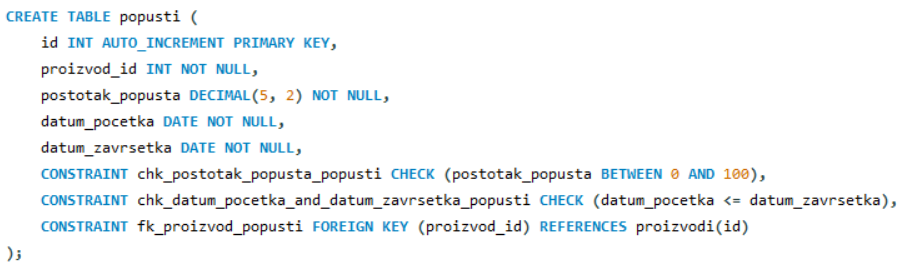 CREATE TABLE popusti (
    id INT AUTO_INCREMENT PRIMARY KEY,
    proizvod_id INT NOT NULL,
    postotak_popusta DECIMAL(5, 2) NOT NULL,
    datum_pocetka DATE NOT NULL,
    datum_zavrsetka DATE NOT NULL,
    CONSTRAINT chk_postotak_popusta_popusti CHECK (postotak_popusta BETWEEN 0 AND 100),
    CONSTRAINT chk_datum_pocetka_and_datum_zavrsetka_popusti CHECK (datum_pocetka <= datum_zavrsetka),
    CONSTRAINT fk_proizvod_popusti FOREIGN KEY (proizvod_id) REFERENCES proizvodi(id)
);